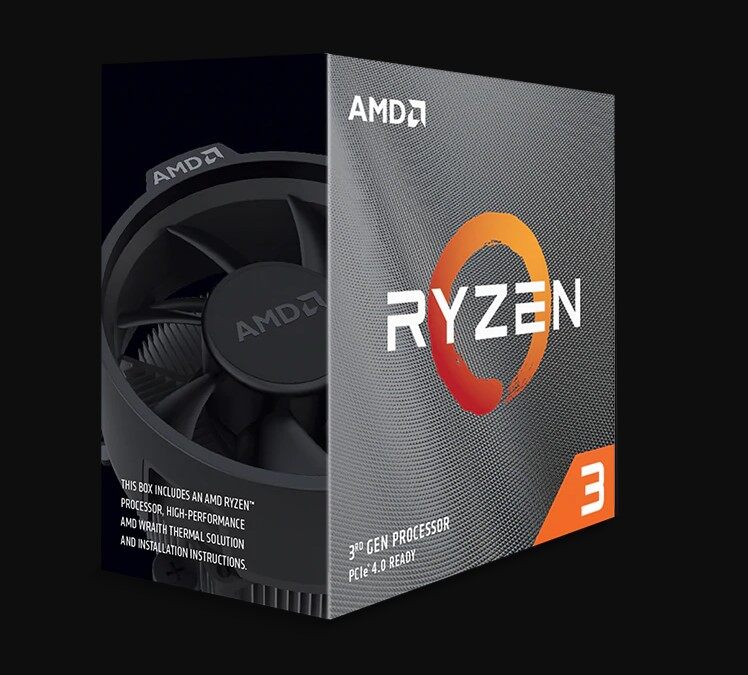 AMD
AMD
THIS BOX INCLUDES AN AMD RYZEN™
PROCESSOR, HIGH-PERFORMANCE
AMD WRAITH THERMAL SOLUTION
AND INSTALLATION INSTRUCTIONS.
AMD
RYZEN
3
3RD GEN PROCESSOR
PCIe® 4.0 READY